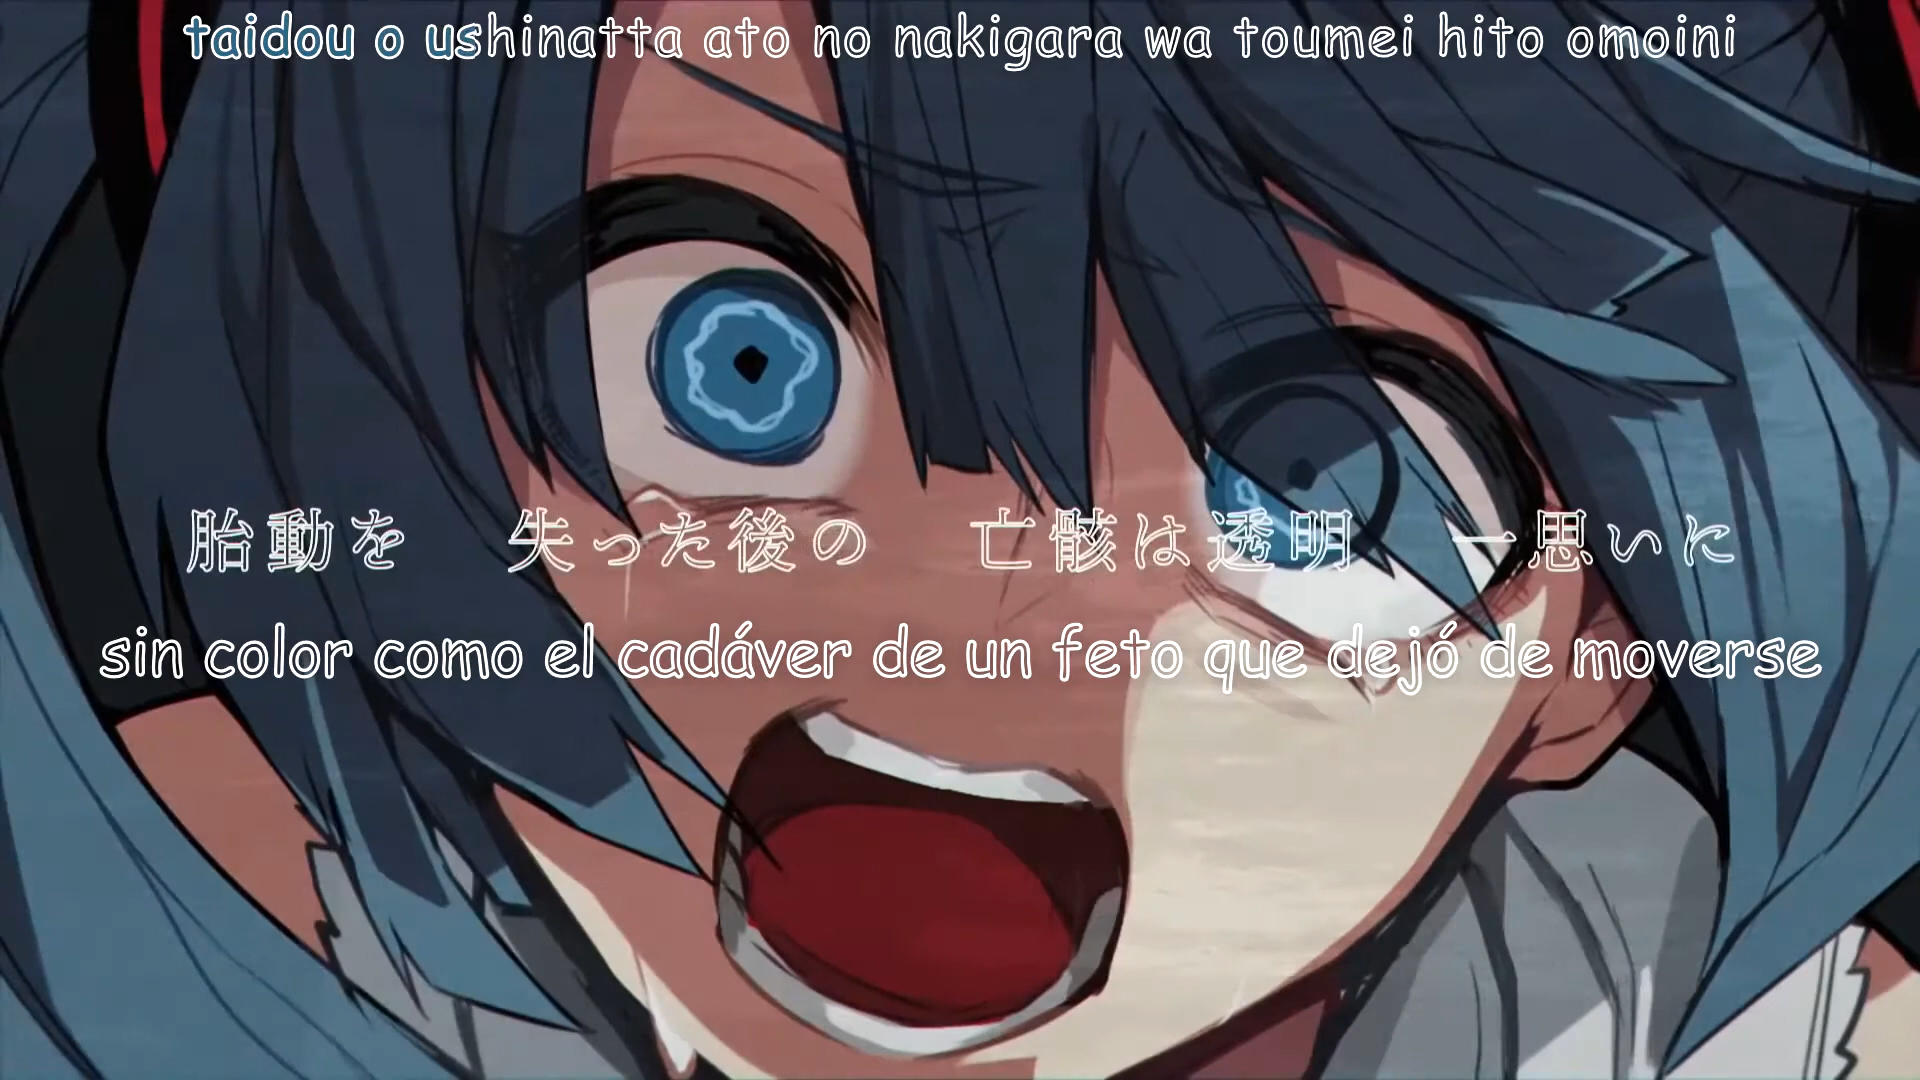 taidou o ushinatta ato no nakigara wa toumei hito omoini
胎動を 失った後の 亡骸は透明 一思いに
sin color como el cadáver de un feto que dejó de moverse